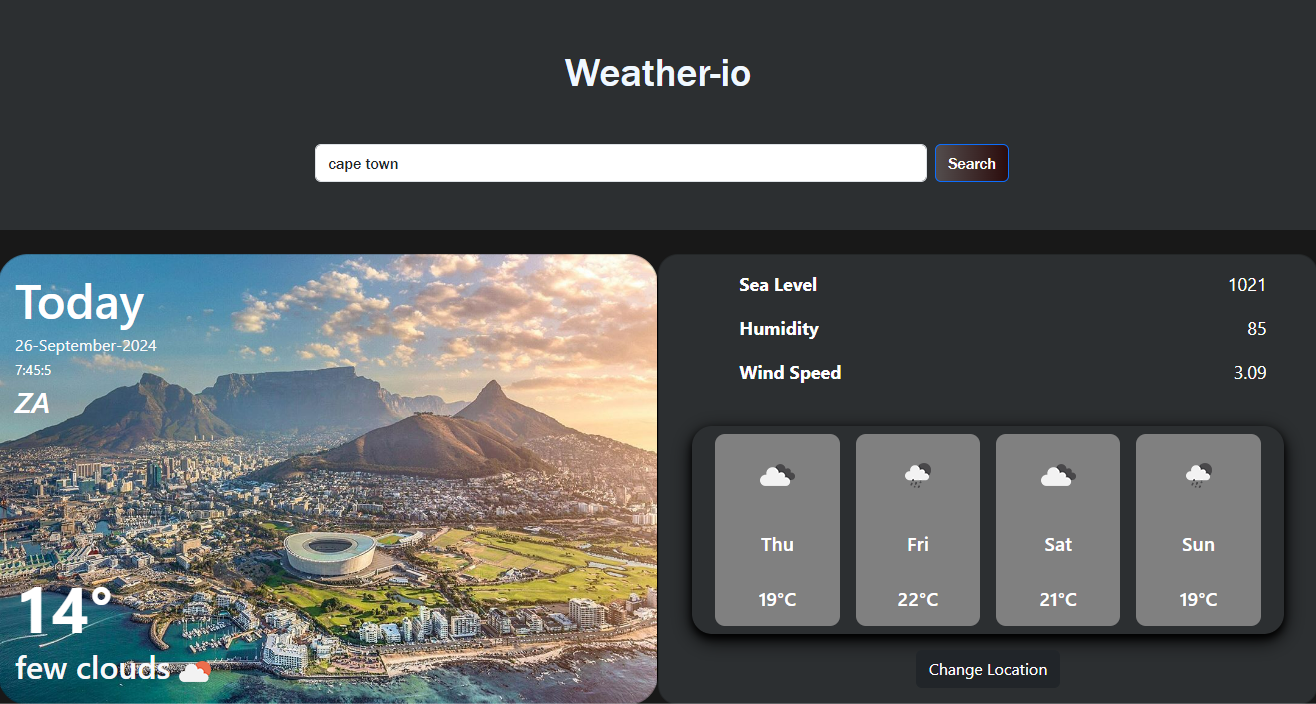 Weather-io
cape town
Search
Today
26-September-2024
7:45:5
ZA
14°
few clouds
Sea Level 1021
Humidity 85
Wind Speed 3.09
Thu Fri Sat Sun
19°C 22°C 21°C 19°C
Change Location